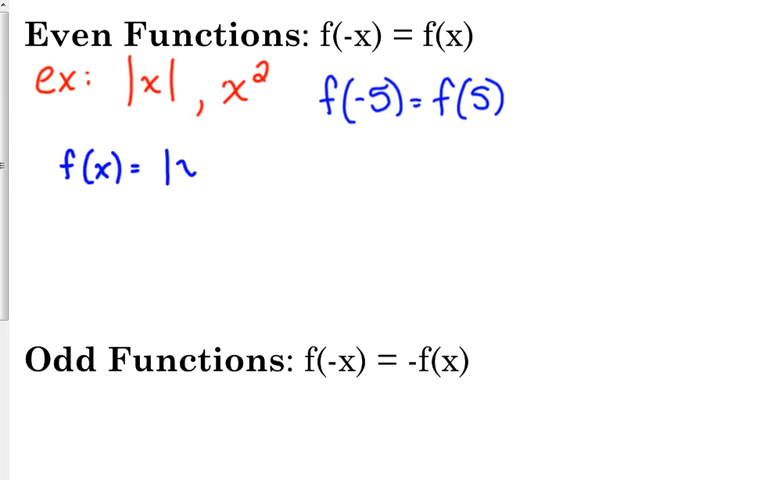 Even Functions: f(-x) = f(x)
ex: |x| , x²   f(-5) = f(5)
f(x) = |
Odd Functions: f(-x) = -f(x)